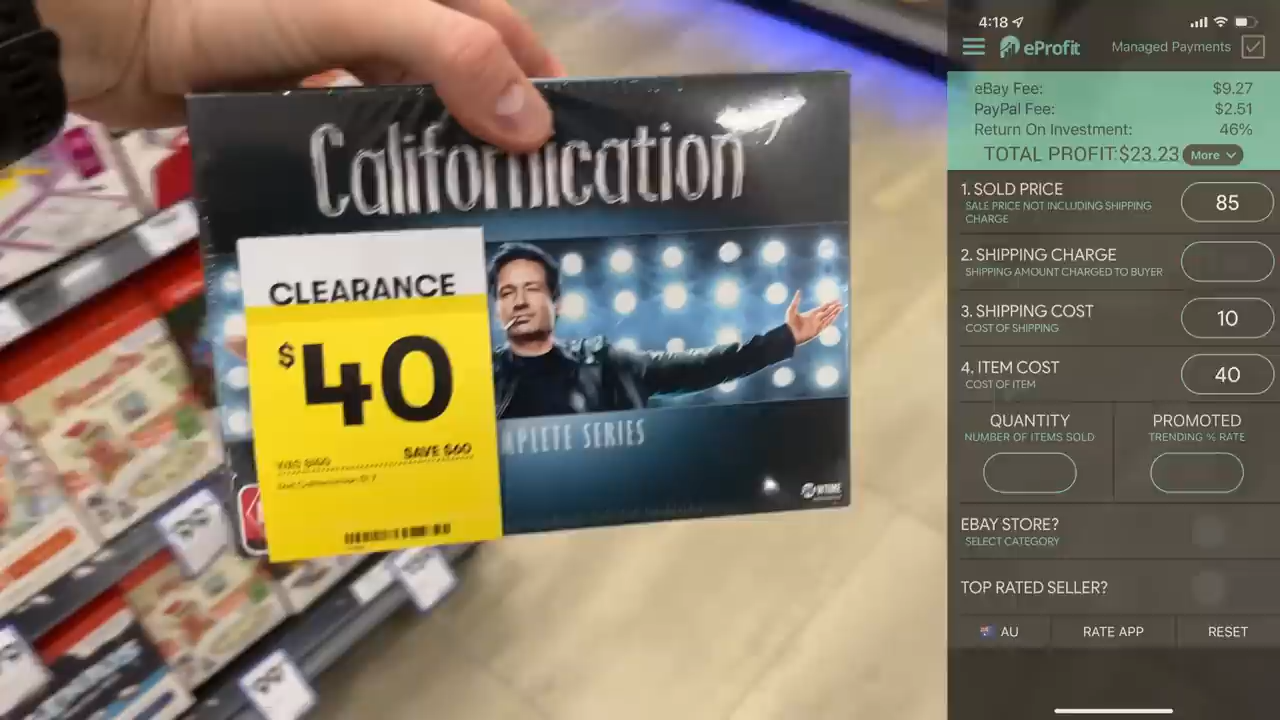 Californication
CLEARANCE
$40
WAS $100
SAVE $60
MPLETE SERIES
4:18
eProfit
Managed Payments
eBay Fee: $9.27
PayPal Fee: $2.51
Return On Investment: 46%
TOTAL PROFIT:$23.23 More
1. SOLD PRICE
SALE PRICE NOT INCLUDING SHIPPING
CHARGE
85
2. SHIPPING CHARGE
SHIPPING AMOUNT CHARGED TO BUYER
3. SHIPPING COST
COST OF SHIPPING
10
4. ITEM COST
COST OF ITEM
40
QUANTITY
NUMBER OF ITEMS SOLD
PROMOTED
TRENDING % RATE
EBAY STORE?
SELECT CATEGORY
TOP RATED SELLER?
AU
RATE APP
RESET